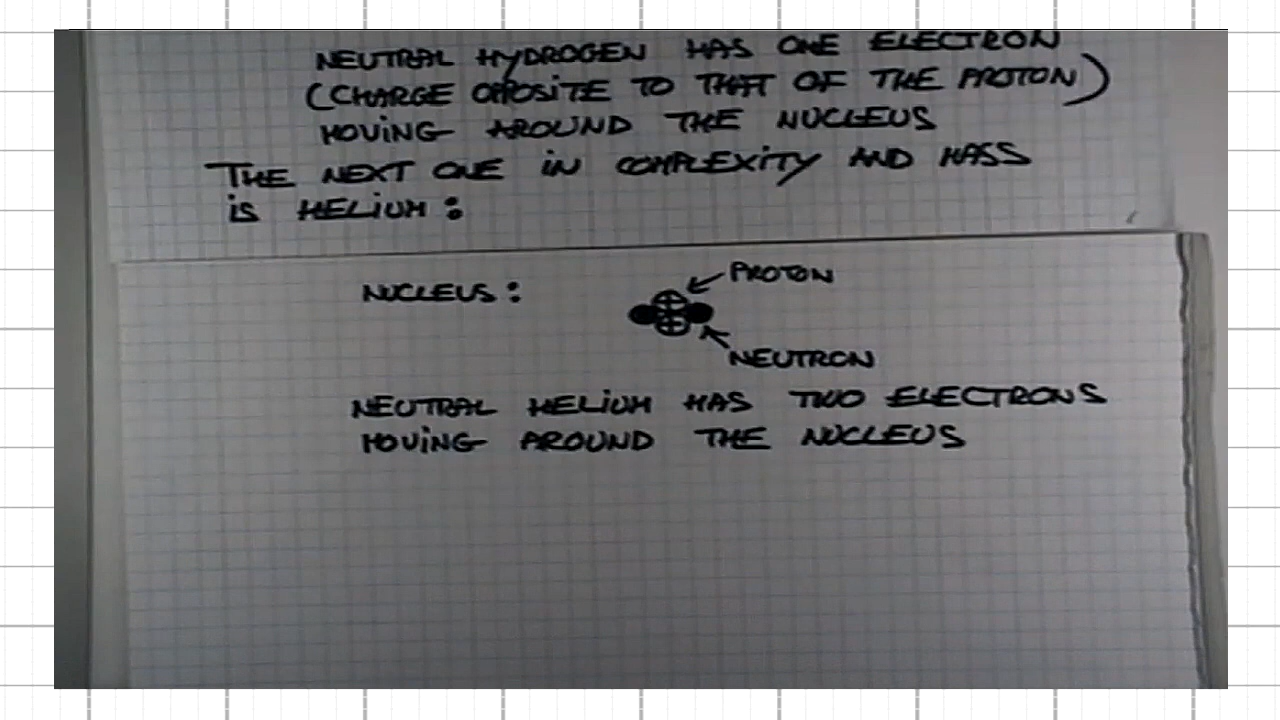 NEUTRAL HYDROGEN HAS ONE ELECTRON
(CHARGE OPPOSITE TO THAT OF THE PROTON)
MOVING AROUND THE NUCLEUS
THE NEXT ONE IN COMPLEXITY AND MASS
IS HELIUM:
NUCLEUS:
PROTON
NEUTRON
NEUTRAL HELIUM HAS TWO ELECTRONS
MOVING AROUND THE NUCLEUS